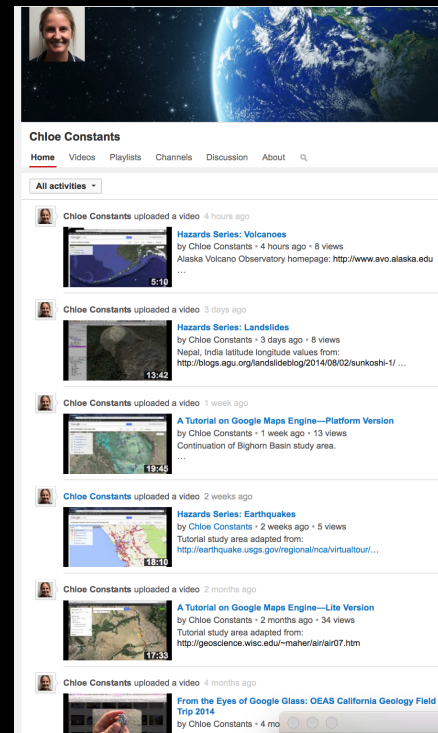 Chloe Constants
Home Videos Playlists Channels Discussion About
All activities
Chloe Constants uploaded a video 4 hours ago
5:10
Hazards Series: Volcanoes
by Chloe Constants • 4 hours ago • 8 views
Alaska Volcano Observatory homepage: http://www.avo.alaska.edu
...
Chloe Constants uploaded a video 3 days ago
13:42
Hazards Series: Landslides
by Chloe Constants • 3 days ago • 8 views
Nepal, India latitude longitude values from:
http://blogs.agu.org/landslideblog/2014/08/02/sunkoshi-1/ ...
Chloe Constants uploaded a video 1 week ago
19:45
A Tutorial on Google Maps Engine—Platform Version
by Chloe Constants • 1 week ago • 13 views
Continuation of Bighorn Basin study area.
...
Chloe Constants uploaded a video 2 weeks ago
18:10
Hazards Series: Earthquakes
by Chloe Constants • 2 weeks ago • 5 views
Tutorial study area adapted from:
http://earthquake.usgs.gov/regional/nca/virtualtour/...
Chloe Constants uploaded a video 2 months ago
17:33
A Tutorial on Google Maps Engine—Lite Version
by Chloe Constants • 2 months ago • 34 views
Tutorial study area adapted from:
http://geoscience.wisc.edu/~maher/air/air07.htm
Chloe Constants uploaded a video 4 months ago
From the Eyes of Google Glass: OEAS California Geology Field
Trip 2014
by Chloe Constants • 4 mo